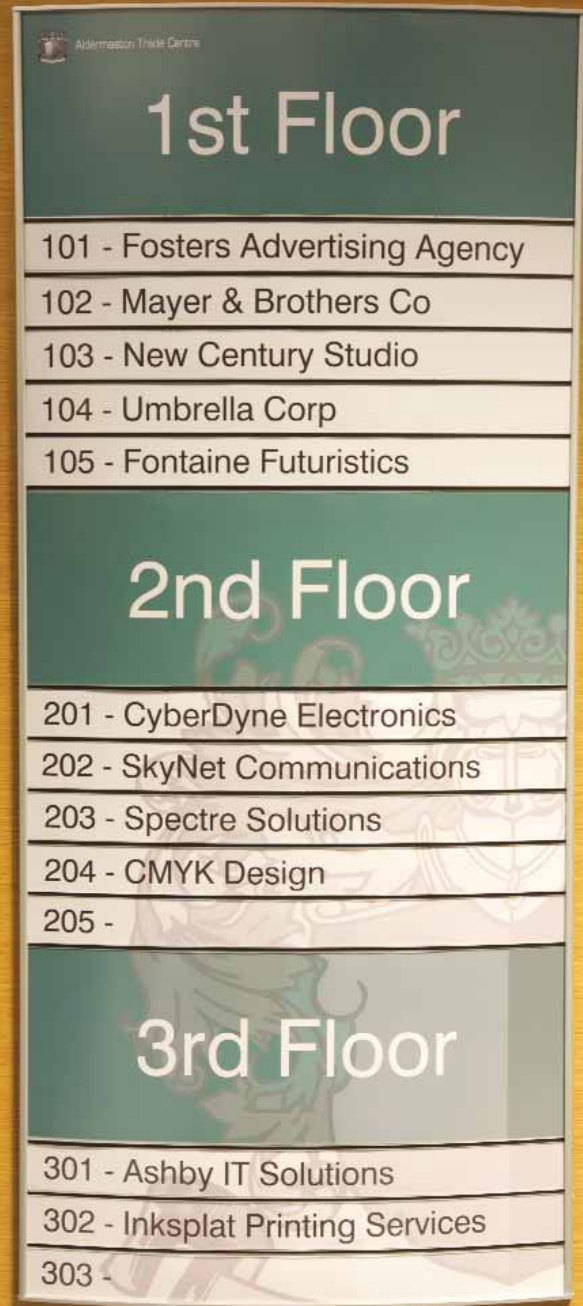 Aldermaston Trade Centre
1st Floor
101 - Fosters Advertising Agency
102 - Mayer & Brothers Co
103 - New Century Studio
104 - Umbrella Corp
105 - Fontaine Futuristics
2nd Floor
201 - CyberDyne Electronics
202 - SkyNet Communications
203 - Spectre Solutions
204 - CMYK Design
205 -
3rd Floor
301 - Ashby IT Solutions
302 - Inksplat Printing Services
303 -